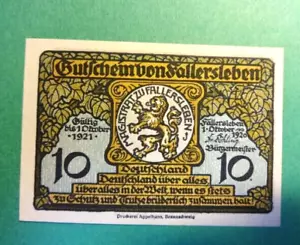 Gutschein von Fallersleben
Gültig
bis 1. Oktober
·1921·
MAGISTRAT ZU FALLERSLEBEN
Fallersleben
1. Oktober 1920
Bürgermeister
10
10
Deutschland
Deutschland über alles
über alles in der Welt, wenn es stets
zu Schutz und Trutze brüderlich zusammen hält
Druckerei Appelhans, Braunschweig